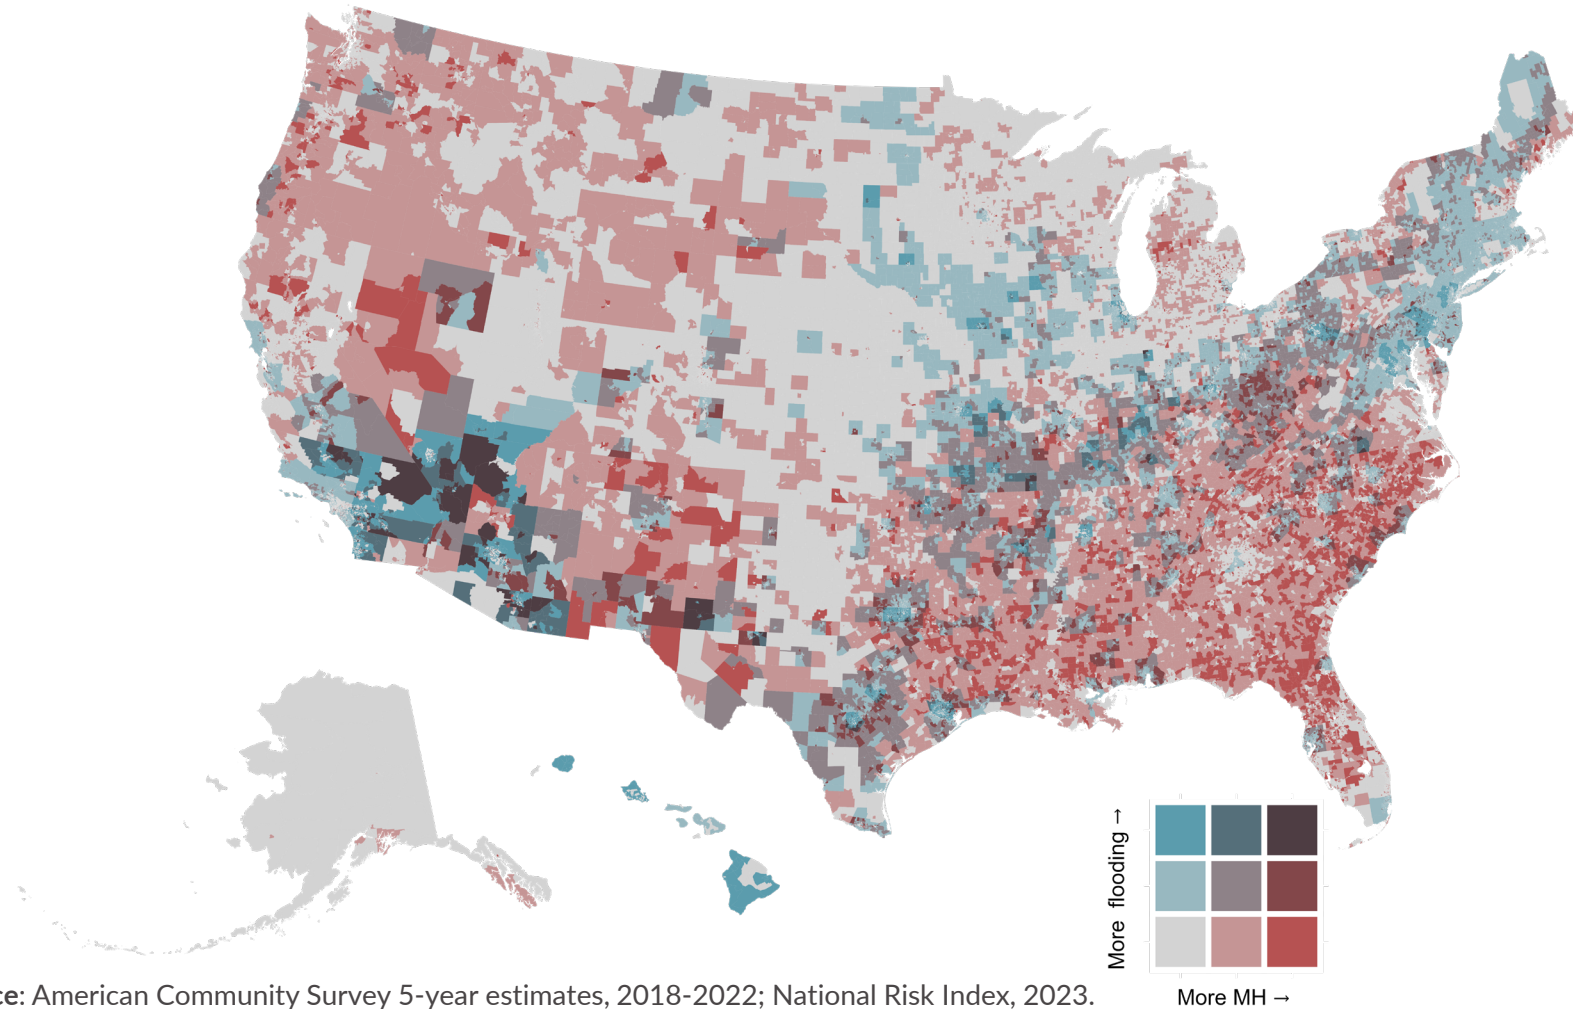 More flooding →
ce: American Community Survey 5-year estimates, 2018-2022; National Risk Index, 2023.
More MH →